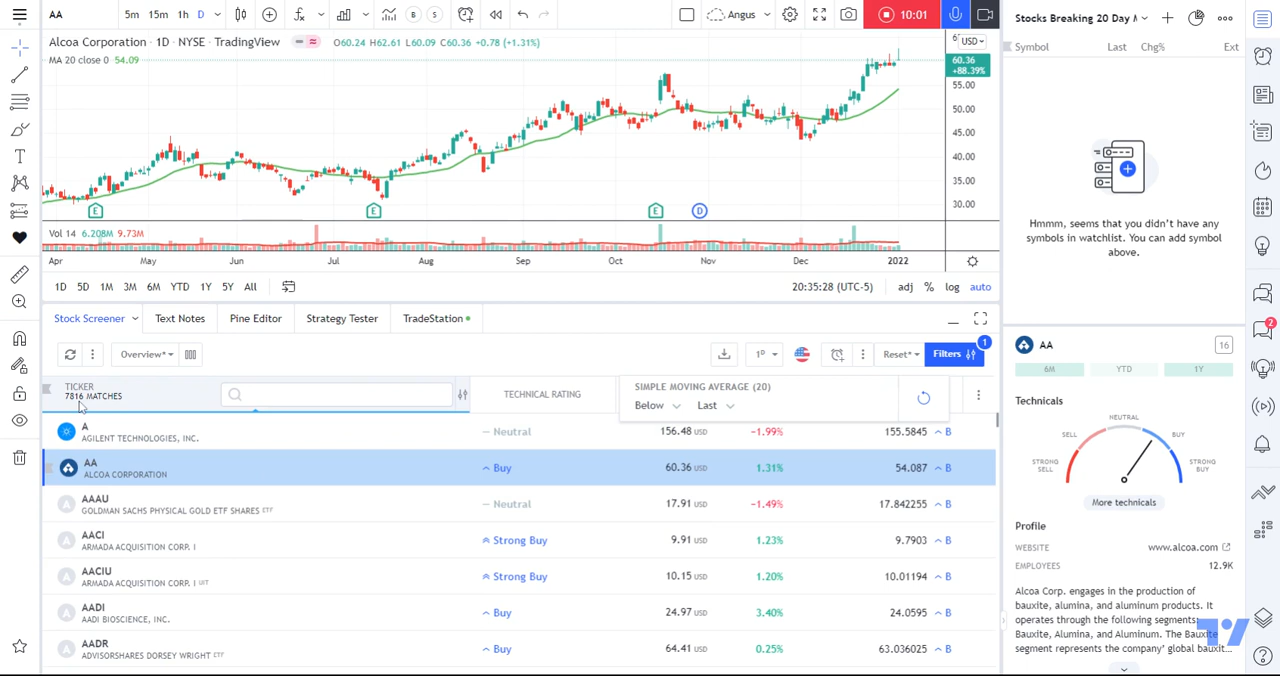 AA 5m 15m 1h D B S Angus 10:01 Stocks Breaking 20 Day
Alcoa Corporation · 1D · NYSE · TradingView O60.24 H62.61 L60.09 C60.36 +0.78 (+1.31%) USD
Symbol Last Chg% Ext
MA 20 close 0 54.09
60.36
+88.39%
55.00
50.00
45.00
40.00
35.00
30.00
E E E D
Vol 14 6.208M 9.73M
Apr May Jun Jul Aug Sep Oct Nov Dec 2022
1D 5D 1M 3M 6M YTD 1Y 5Y All 20:35:28 (UTC-5) adj % log auto
Hmmm, seems that you didn't have any
symbols in watchlist. You can add symbol
above.
2
Stock Screener Text Notes Pine Editor Strategy Tester TradeStation
Overview* 1D Reset* Filters 1
TICKER
7816 MATCHES
TECHNICAL RATING
SIMPLE MOVING AVERAGE (20)
Below Last
A
AGILENT TECHNOLOGIES, INC.
Neutral 156.48 USD −1.99% 155.5845 B
AA
ALCOA CORPORATION
Buy 60.36 USD 1.31% 54.087 B
AAAU
GOLDMAN SACHS PHYSICAL GOLD ETF SHARES ETF
Neutral 17.91 USD −1.49% 17.842255 B
AACI
ARMADA ACQUISITION CORP. I
Strong Buy 9.91 USD 1.23% 9.7903 B
AACIU
ARMADA ACQUISITION CORP. I UIT
Strong Buy 10.15 USD 1.20% 10.01194 B
AADI
AADI BIOSCIENCE, INC.
Buy 24.97 USD 3.40% 24.0595 B
AADR
ADVISORSHARES DORSEY WRIGHT ETF
Buy 64.41 USD 0.25% 63.036025 B
AA 16
6M YTD 1Y
Technicals
NEUTRAL
SELL BUY
STRONG SELL
STRONG BUY
More technicals
Profile
WEBSITE www.alcoa.com
EMPLOYEES 12.9K
Alcoa Corp. engages in the production of
bauxite, alumina, and aluminum products. It
operates through the following segments:
Bauxite, Alumina, and Aluminum. The Bauxite
segment represents the company' global bauxit...